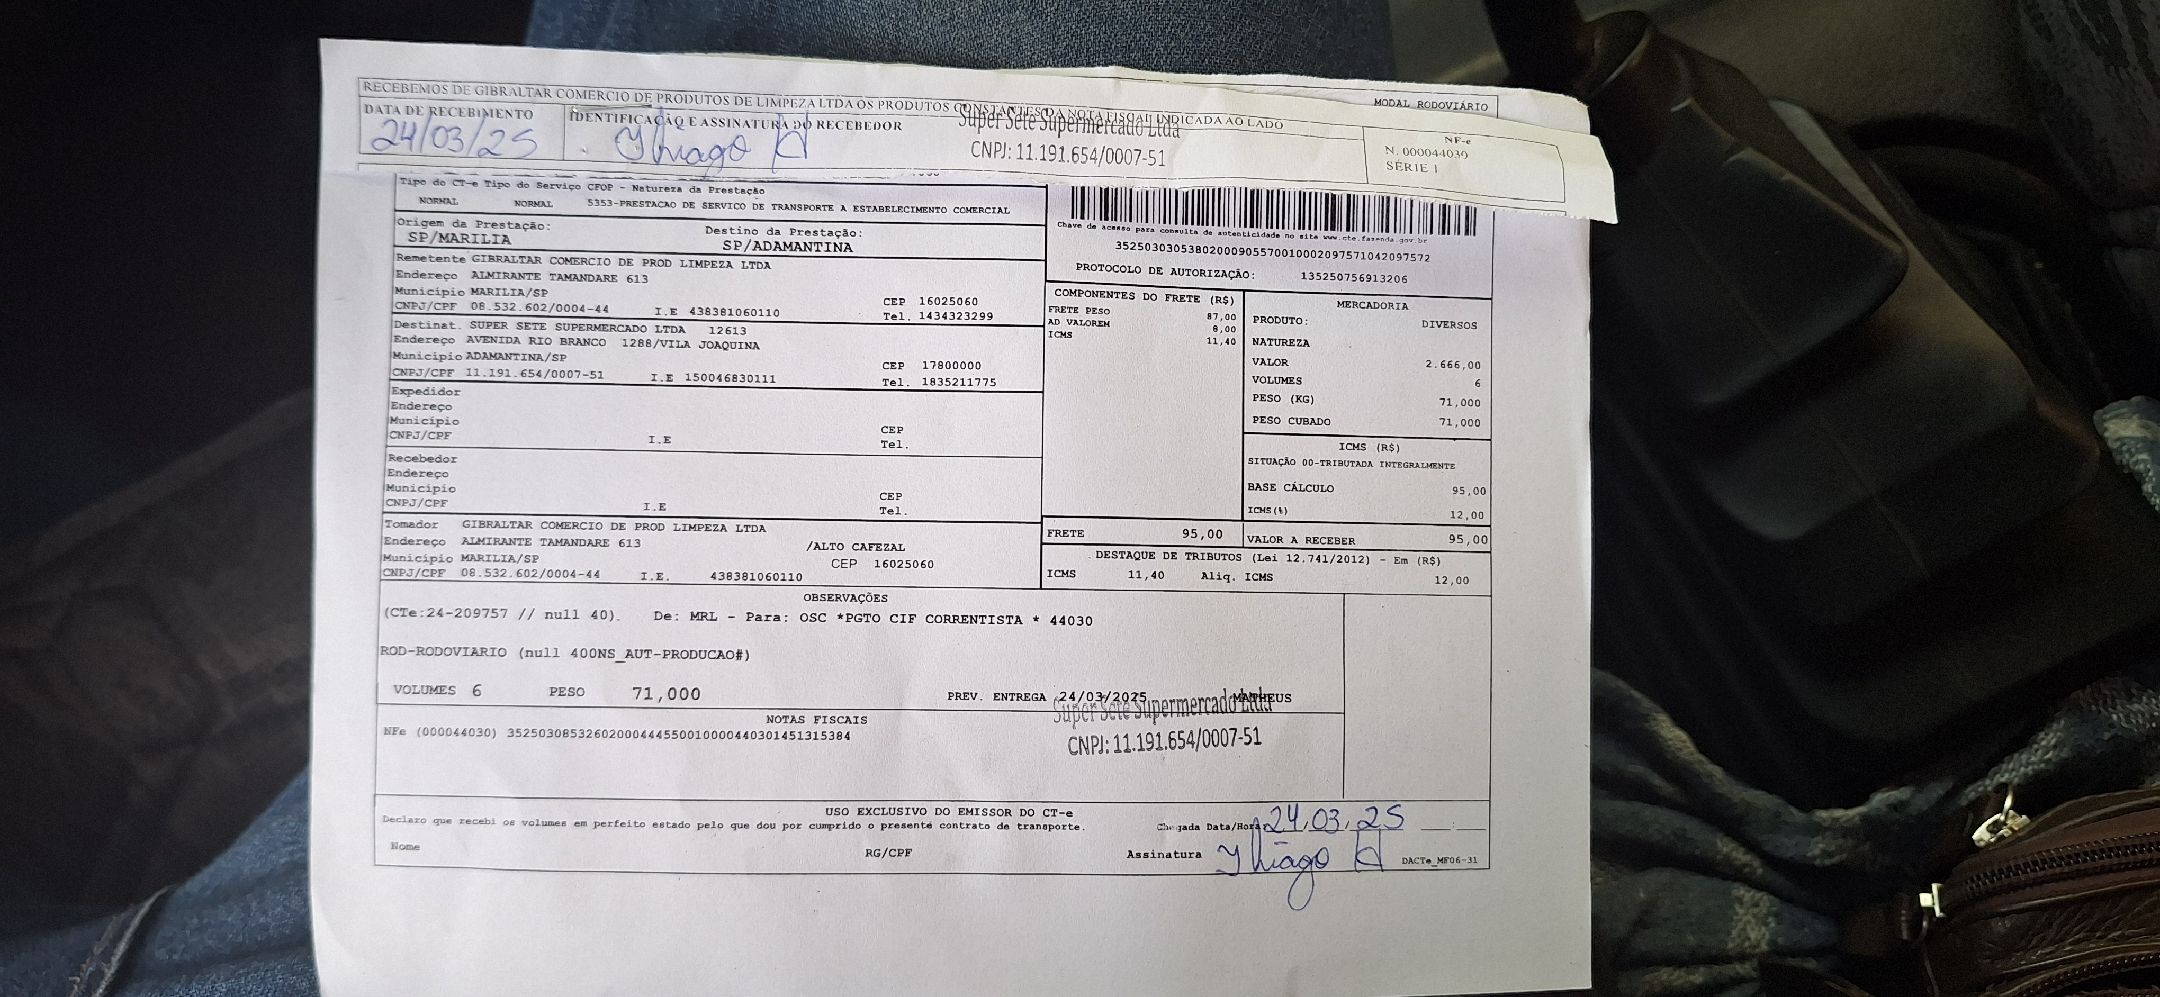 RECEBEMOS DE GIBRALTAR COMERCIO DE PRODUTOS DE LIMPEZA LTDA OS PRODUTOS CONSTANTES DA NOTA FISCAL INDICADA AO LADO
MODAL RODOVIÁRIO
DATA DE RECEBIMENTO
24/03/25
IDENTIFICAÇÃO E ASSINATURA DO RECEBEDOR
Thiago
Super Sete Supermercado Ltda
CNPJ: 11.191.654/0007-51
NF-e
N. 000044030
SÉRIE 1
Tipo do CT-e Tipo do Serviço CFOP - Natureza da Prestação
NORMAL NORMAL 5353-PRESTACAO DE SERVICO DE TRANSPORTE A ESTABELECIMENTO COMERCIAL
Origem da Prestação: Destino da Prestação:
SP/MARILIA SP/ADAMANTINA
Chave de acesso para consulta de autenticidade no site www.cte.fazenda.gov.br
35250303053802000905570010002097571042097572
PROTOCOLO DE AUTORIZAÇÃO: 135250756913206
Remetente GIBRALTAR COMERCIO DE PROD LIMPEZA LTDA
Endereço ALMIRANTE TAMANDARE 613
Município MARILIA/SP CEP 16025060
CNPJ/CPF 08.532.602/0004-44 I.E 438381060110 Tel. 1434323299
Destinat. SUPER SETE SUPERMERCADO LTDA 12613
Endereço AVENIDA RIO BRANCO 1288/VILA JOAQUINA
Município ADAMANTINA/SP CEP 17800000
CNPJ/CPF 11.191.654/0007-51 I.E 150046830111 Tel. 1835211775
Expedidor
Endereço
Município CEP
CNPJ/CPF I.E Tel.
Recebedor
Endereço
Município CEP
CNPJ/CPF I.E Tel.
Tomador GIBRALTAR COMERCIO DE PROD LIMPEZA LTDA
Endereço ALMIRANTE TAMANDARE 613 /ALTO CAFEZAL
Município MARILIA/SP CEP 16025060
CNPJ/CPF 08.532.602/0004-44 I.E. 438381060110
COMPONENTES DO FRETE (R$)
FRETE PESO 87,00
AD VALOREM 8,00
ICMS 11,40
MERCADORIA
PRODUTO: DIVERSOS
NATUREZA
VALOR 2.666,00
VOLUMES 6
PESO (KG) 71,000
PESO CUBADO 71,000
ICMS (R$)
SITUAÇÃO 00-TRIBUTADA INTEGRALMENTE
BASE CÁLCULO 95,00
ICMS(%) 12,00
FRETE 95,00 VALOR A RECEBER 95,00
DESTAQUE DE TRIBUTOS (Lei 12.741/2012) - Em (R$)
ICMS 11,40 Aliq. ICMS 12,00
OBSERVAÇÕES
(CTe:24-209757 // null 40). De: MRL - Para: OSC *PGTO CIF CORRENTISTA * 44030
ROD-RODOVIARIO (null 400NS_AUT-PRODUCAO#)
VOLUMES 6 PESO 71,000 PREV. ENTREGA 24/03/2025 MATHEUS
Super Sete Supermercado Ltda
CNPJ: 11.191.654/0007-51
NOTAS FISCAIS
NFe (000044030) 35250308532602000444550010000440301451315384
USO EXCLUSIVO DO EMISSOR DO CT-e
Declaro que recebi os volumes em perfeito estado pelo que dou por cumprido o presente contrato de transporte. Chegada Data/Hora 24.03.25
Nome RG/CPF Assinatura Thiago DACTe_MF06-31